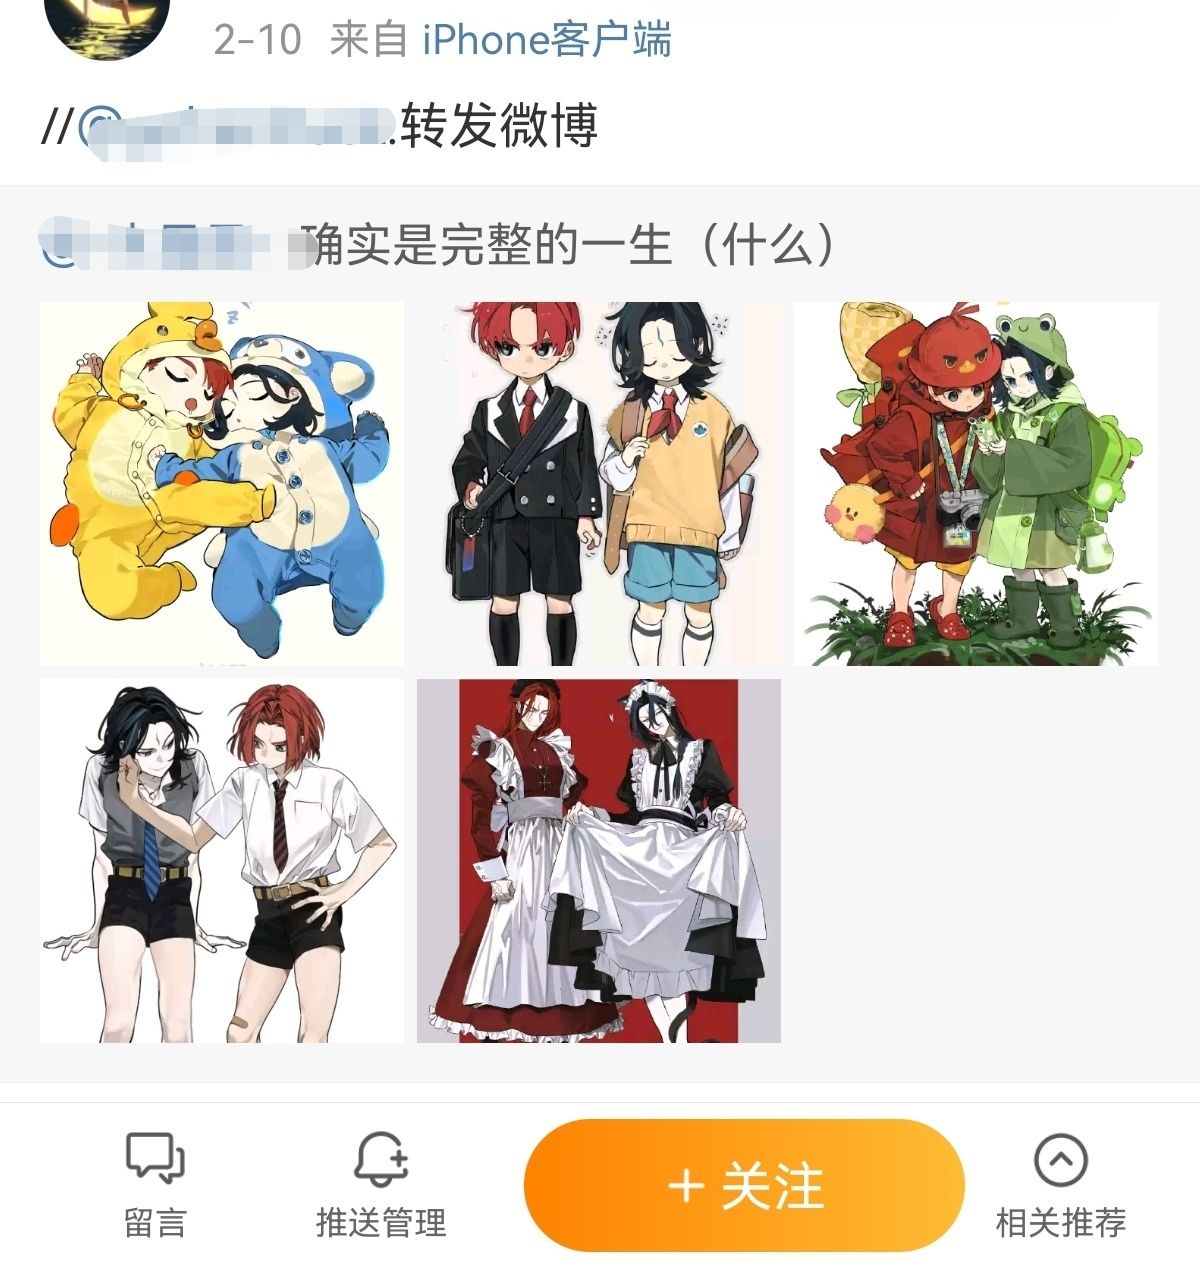 2-10 来自 iPhone客户端
//@ .转发微博
@ 确实是完整的一生（什么）
留言
推送管理
+ 关注
相关推荐